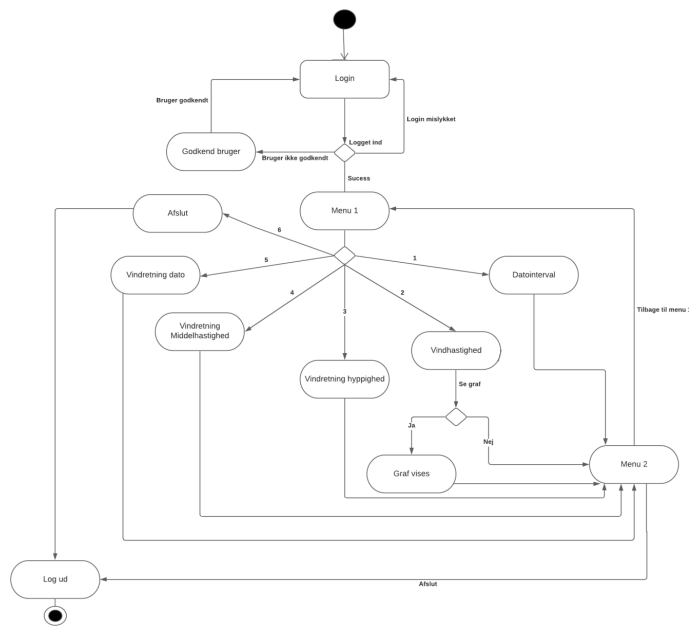 Login
Bruger godkendt
Login mislykket
Logget ind
Godkend bruger
Bruger ikke godkendt
Sucess
Menu 1
Afslut
6
5
1
Vindretning dato
Datointerval
4
2
3
Tilbage til menu
Vindretning
Middelhastighed
Vindhastighed
Vindretning hyppighed
Se graf
Ja
Nej
Graf vises
Menu 2
Log ud
Afslut